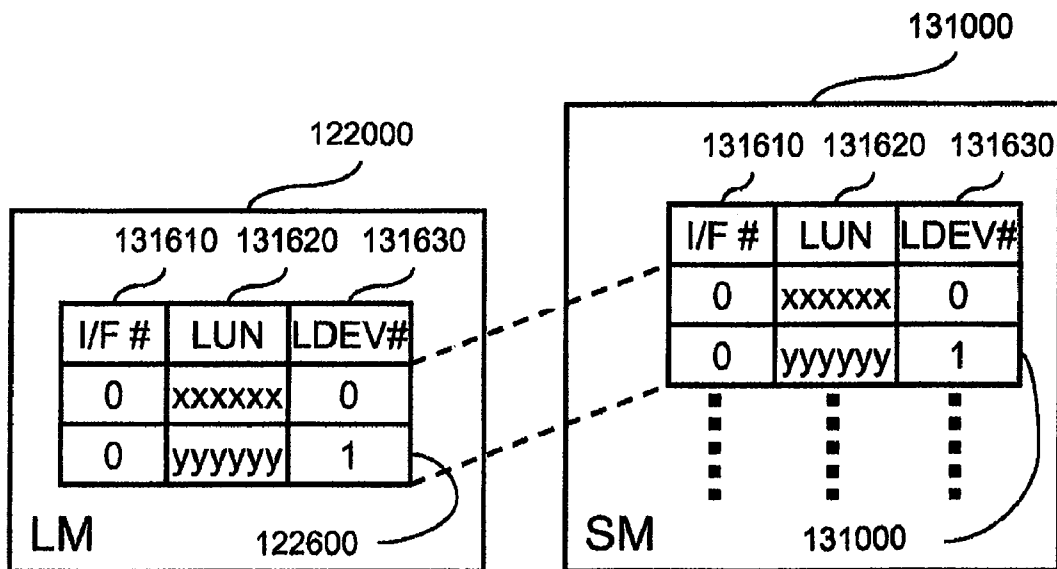 122000
131610 131620 131630
I/F # LUN LDEV#
0 xxxxxx 0
0 yyyyyy 1
LM
122600
131000
131610 131620 131630
I/F # LUN LDEV#
0 xxxxxx 0
0 yyyyyy 1
SM
131000